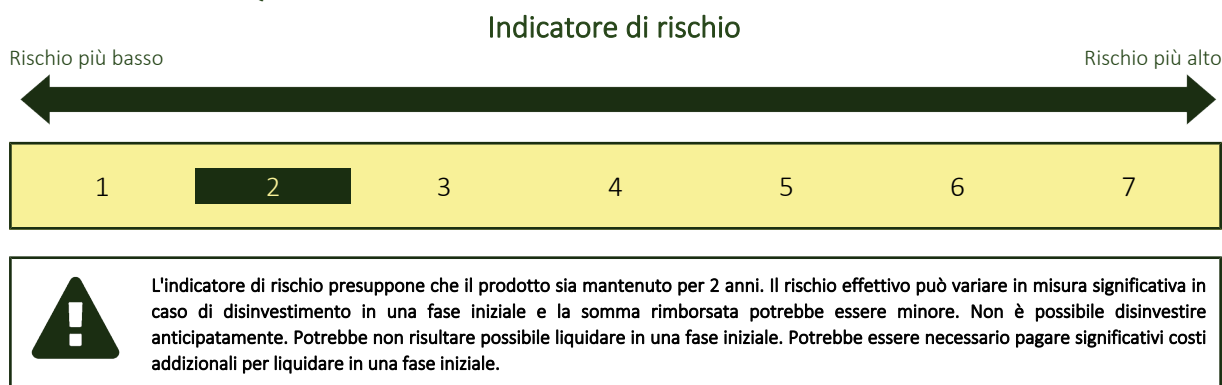 Indicatore di rischio
Rischio più basso
Rischio più alto
1 2 3 4 5 6 7
L'indicatore di rischio presuppone che il prodotto sia mantenuto per 2 anni. Il rischio effettivo può variare in misura significativa in
caso di disinvestimento in una fase iniziale e la somma rimborsata potrebbe essere minore. Non è possibile disinvestire
anticipatamente. Potrebbe non risultare possibile liquidare in una fase iniziale. Potrebbe essere necessario pagare significativi costi
addizionali per liquidare in una fase iniziale.